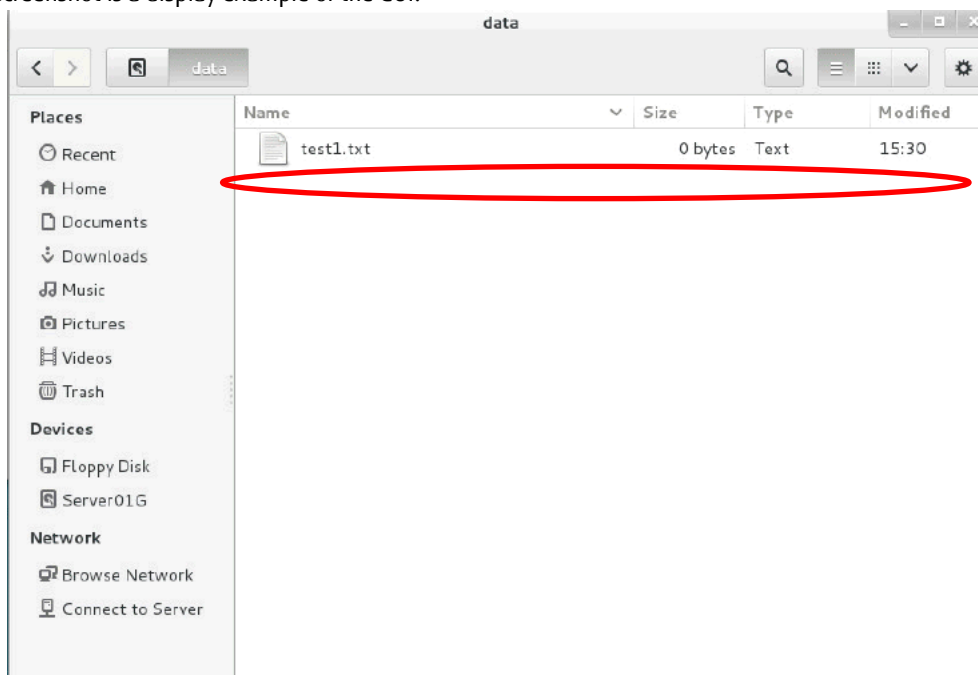 data
data
Places
Name Size Type Modified
Recent
test1.txt 0 bytes Text 15:30
Home
Documents
Downloads
Music
Pictures
Videos
Trash
Devices
Floppy Disk
Server01G
Network
Browse Network
Connect to Server